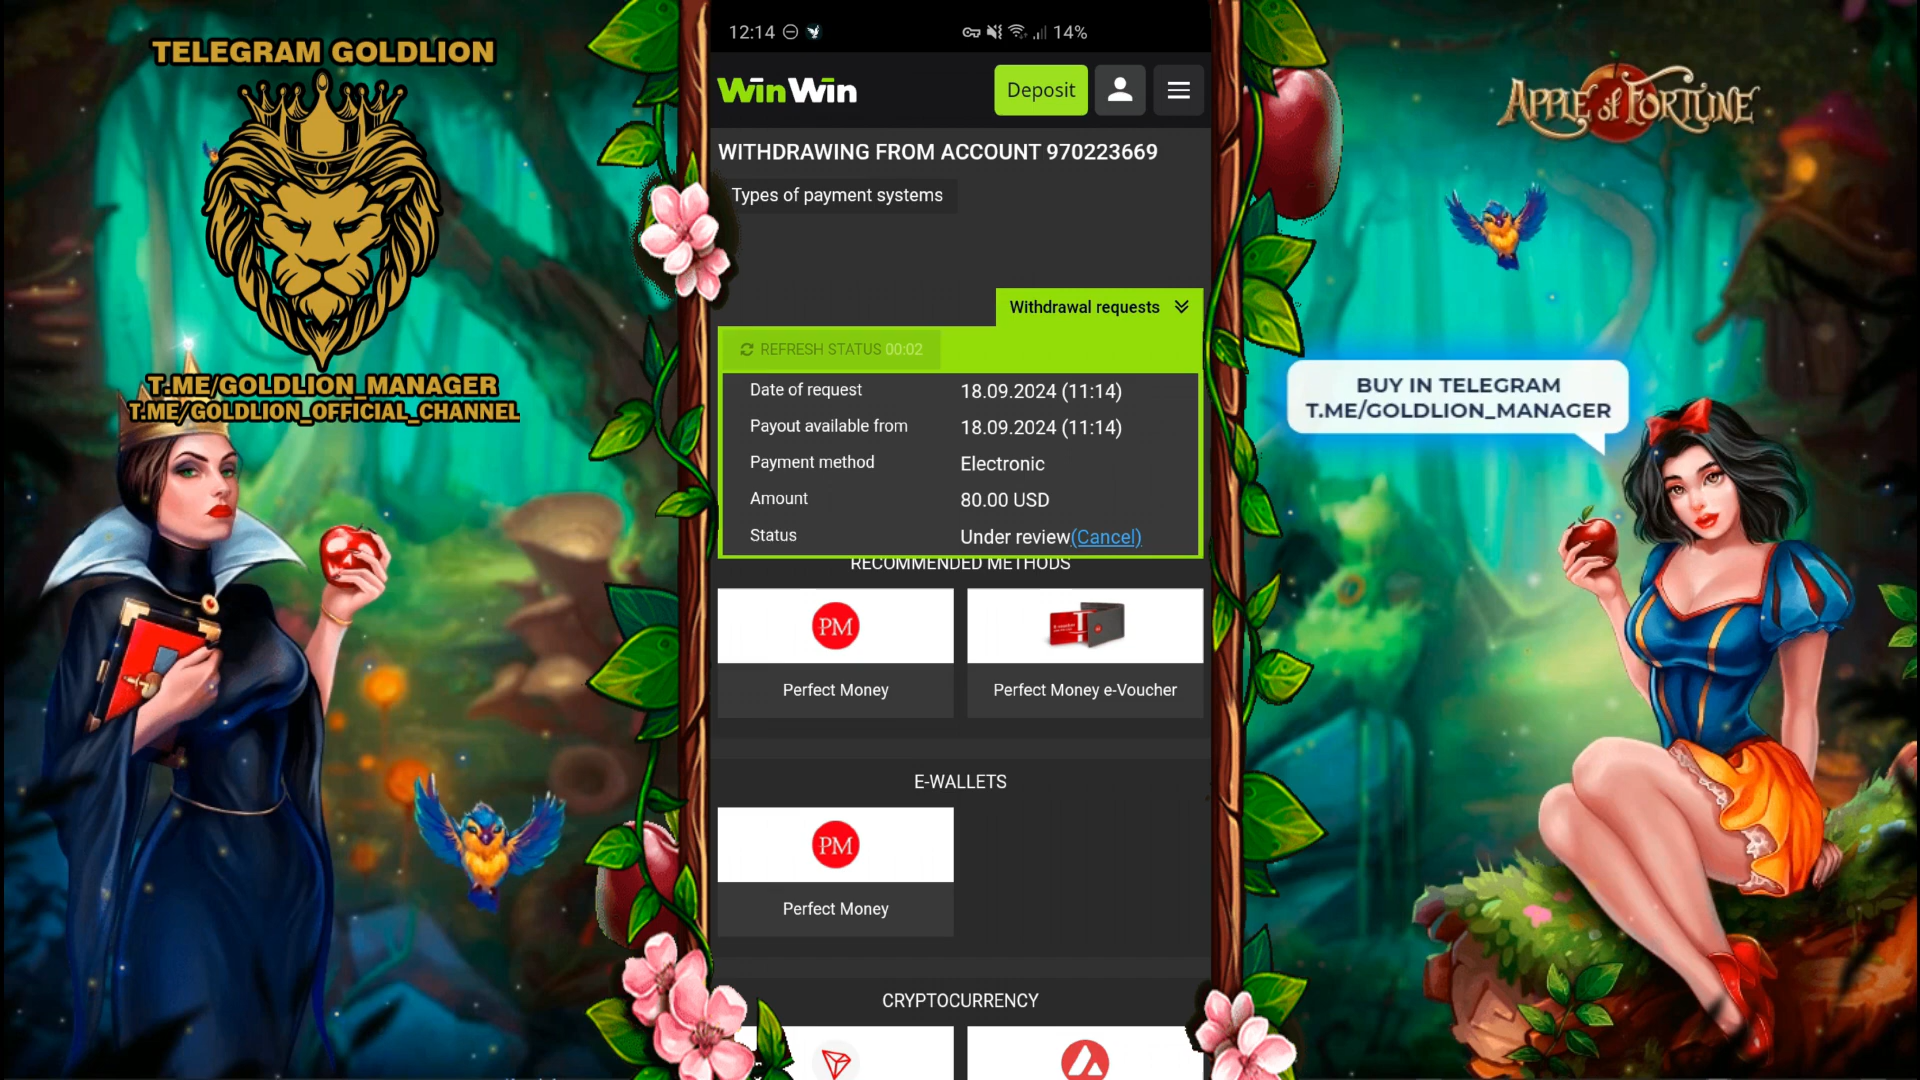 TELEGRAM GOLDLION
T.ME/GOLDLION_MANAGER
T.ME/GOLDLION_OFFICIAL_CHANNEL
12:14
14%
WinWin
Deposit
WITHDRAWING FROM ACCOUNT 970223669
Types of payment systems
Withdrawal requests
REFRESH STATUS 00:02
Date of request 18.09.2024 (11:14)
Payout available from 18.09.2024 (11:14)
Payment method Electronic
Amount 80.00 USD
Status Under review(Cancel)
RECOMMENDED METHODS
PM
Perfect Money
Perfect Money e-Voucher
E-WALLETS
PM
Perfect Money
CRYPTOCURRENCY
APPLE of FORTUNE
BUY IN TELEGRAM
T.ME/GOLDLION_MANAGER